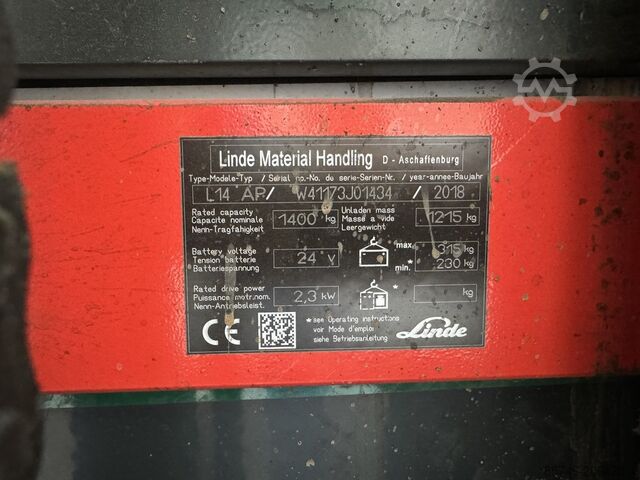 Linde Material Handling D - Aschaffenburg
Type-Modele-Typ / Serial no.-No. du serie-Serien-Nr. / year-annee-Baujahr
L14 AP / W41173J01434 / 2018
Rated capacity
Capacite nominale
Nenn-Tragfähigkeit
1400 kg
Unladen mass
Masse a vide
Leergewicht
1215 kg
Battery voltage
Tension batterie
Batteriespannung
24 V
max. 315 kg
min.* 230 kg
Rated drive power
Puissance motr.nom.
Nenn-Antriebsleist.
2,3 kW
* kg
CE
*see Operating instructions
voir Mode d'emploi
siehe Betriebsanleitung
Linde